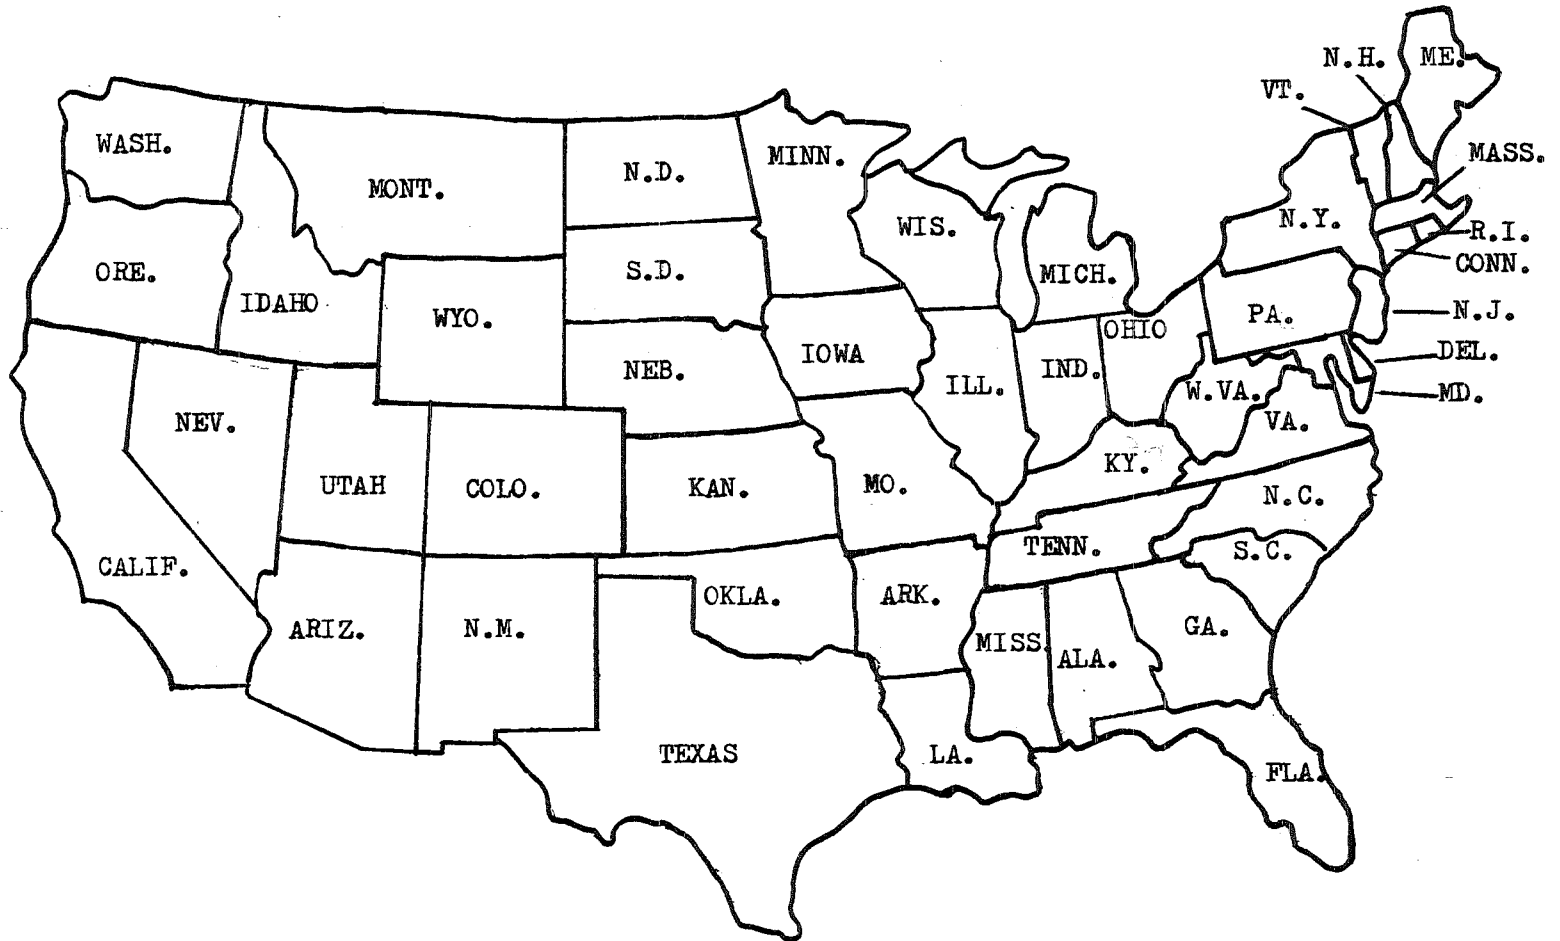 N.H.
ME.
VT.
WASH.
MONT.
N.D.
MINN.
MASS.
WIS.
N.Y.
R.I.
ORE.
IDAHO
S.D.
MICH.
CONN.
WYO.
PA.
N.J.
OHIO
IOWA
NEB.
IND.
DEL.
ILL.
W.VA.
MD.
NEV.
VA.
UTAH
COLO.
KAN.
MO.
KY.
N.C.
CALIF.
TENN.
S.C.
ARIZ.
N.M.
OKLA.
ARK.
MISS.
ALA.
GA.
TEXAS
LA.
FLA.